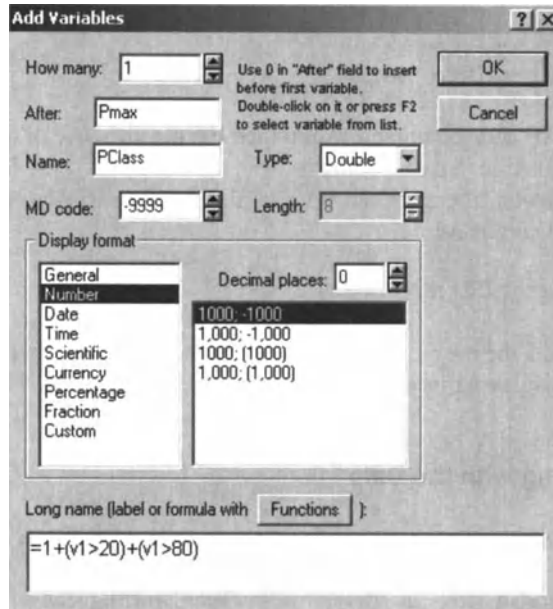 Add Variables
? X
How many: 1
Use 0 in "After" field to insert
before first variable.
Double-click on it or press F2
to select variable from list.
OK
After: Pmax
Cancel
Name: PClass
Type: Double
MD code: -9999
Length: 8
Display format
General
Number
Date
Time
Scientific
Currency
Percentage
Fraction
Custom
Decimal places: 0
1000; -1000
1,000; -1,000
1000; (1000)
1,000; (1,000)
Long name (label or formula with Functions ):
=1+(v1>20)+(v1>80)